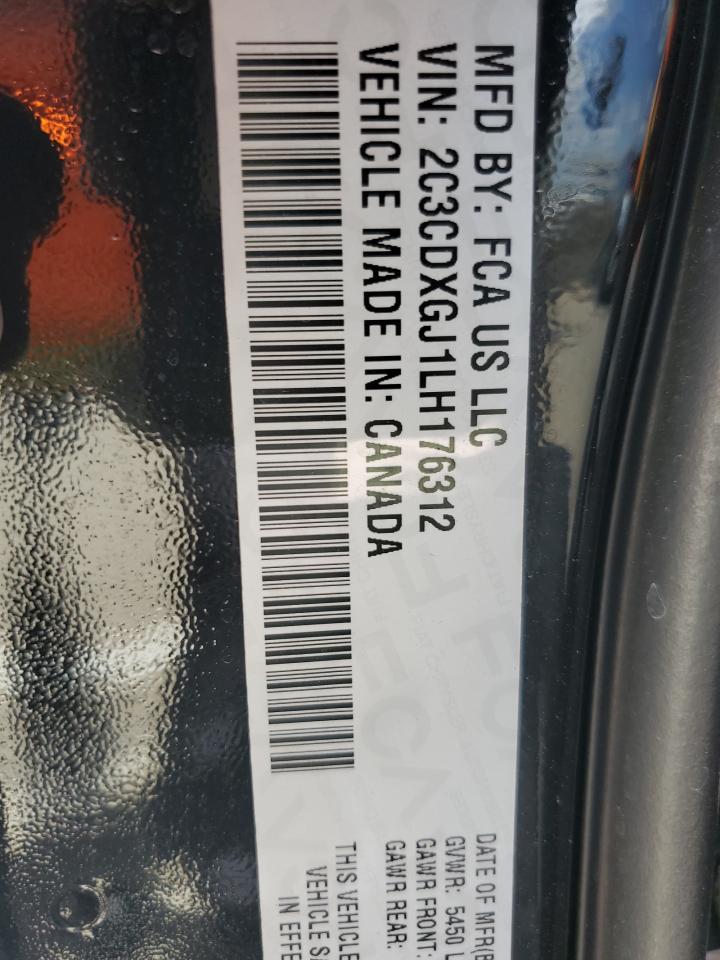 MFD BY: FCA US LLC
VIN: 2C3CDXGJ1LH176312
VEHICLE MADE IN: CANADA
DATE OF MFR(
GVWR: 5450 L
GAWR FRONT:
GAWR REAR:
THIS VEHICLE
VEHICLE
IN